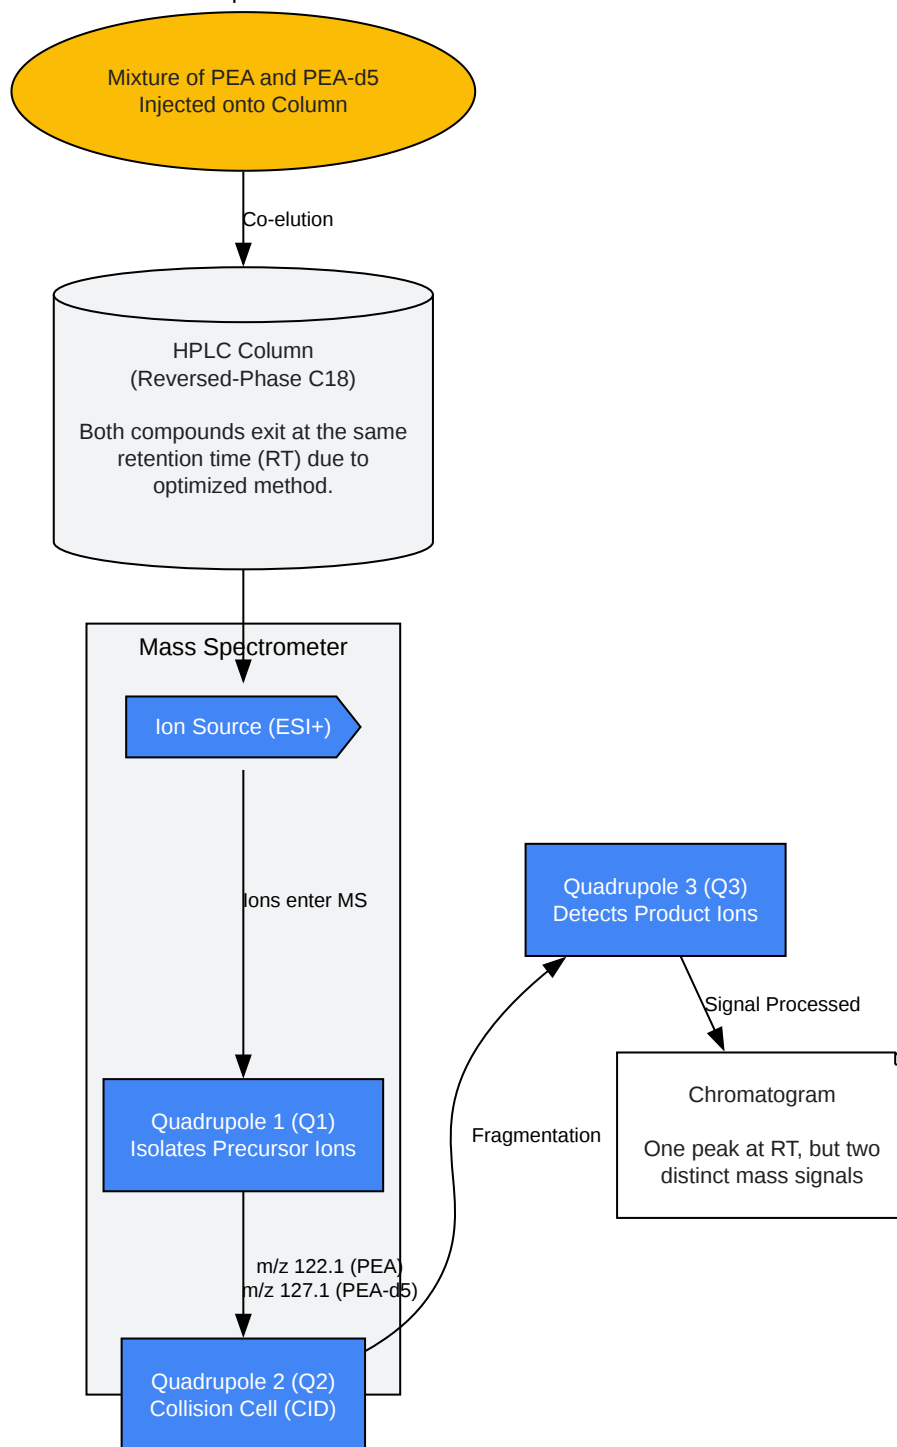 Mixture of PEA and PEA-d5
Injected onto Column
Co-elution
HPLC Column
(Reversed-Phase C18)
Both compounds exit at the same
retention time (RT) due to
optimized method.
Mass Spectrometer
Ion Source (ESI+)
Ions enter MS
Quadrupole 1 (Q1)
Isolates Precursor Ions
m/z 122.1 (PEA)
m/z 127.1 (PEA-d5)
Quadrupole 2 (Q2)
Collision Cell (CID)
Fragmentation
Quadrupole 3 (Q3)
Detects Product Ions
Signal Processed
Chromatogram
One peak at RT, but two
distinct mass signals